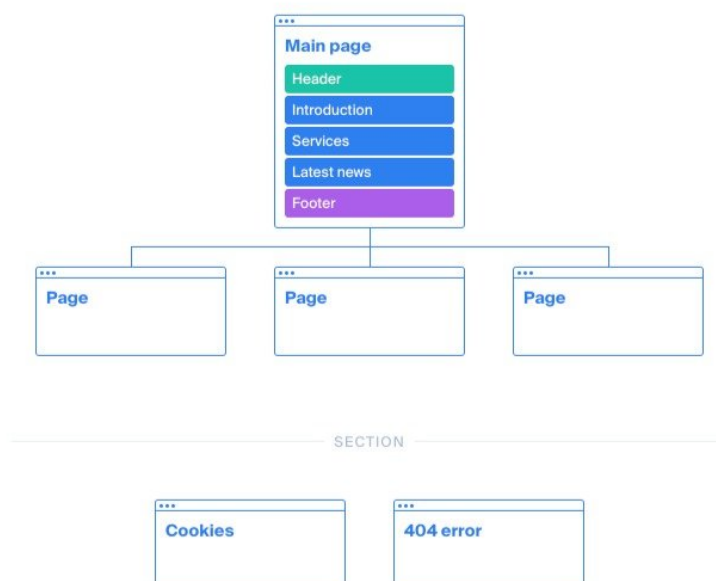 Main page
Header
Introduction
Services
Latest news
Footer
Page
Page
Page
SECTION
Cookies
404 error